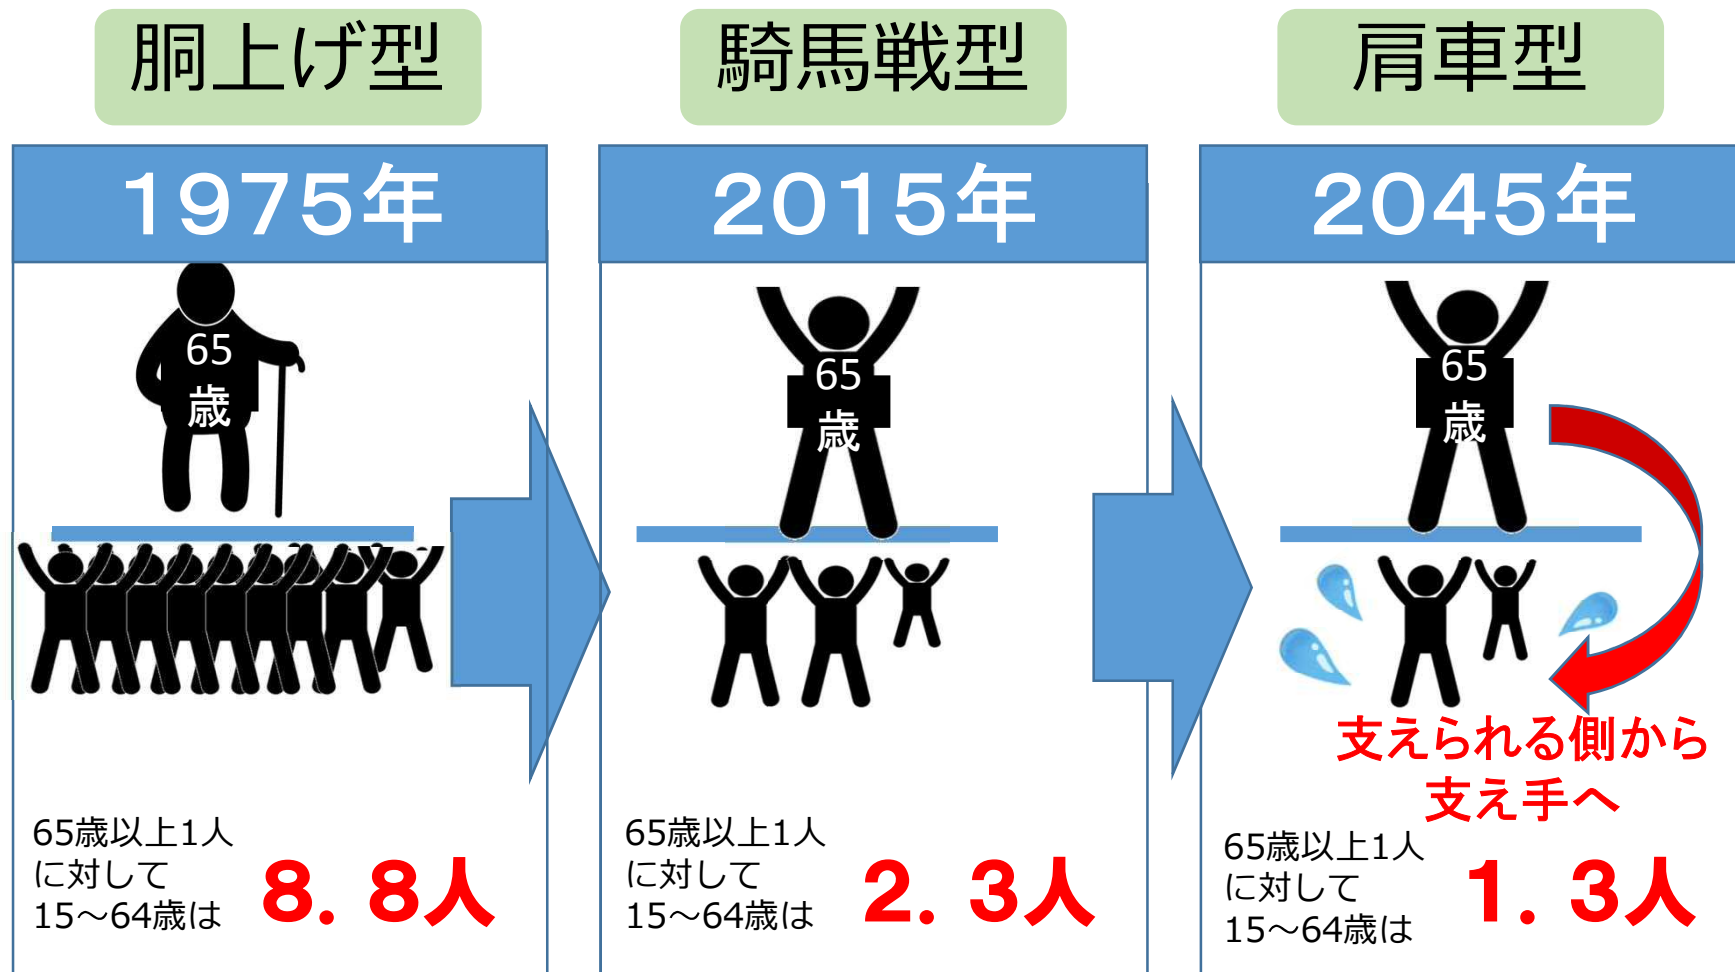 胴上げ型
騎馬戦型
肩車型
1975年
2015年
2045年
65
歳
65
歳
65
歳
支えられる側から
支え手へ
65歳以上1人
に対して
15～64歳は
８．８人
65歳以上1人
に対して
15～64歳は
２．３人
65歳以上1人
に対して
15～64歳は
１．３人